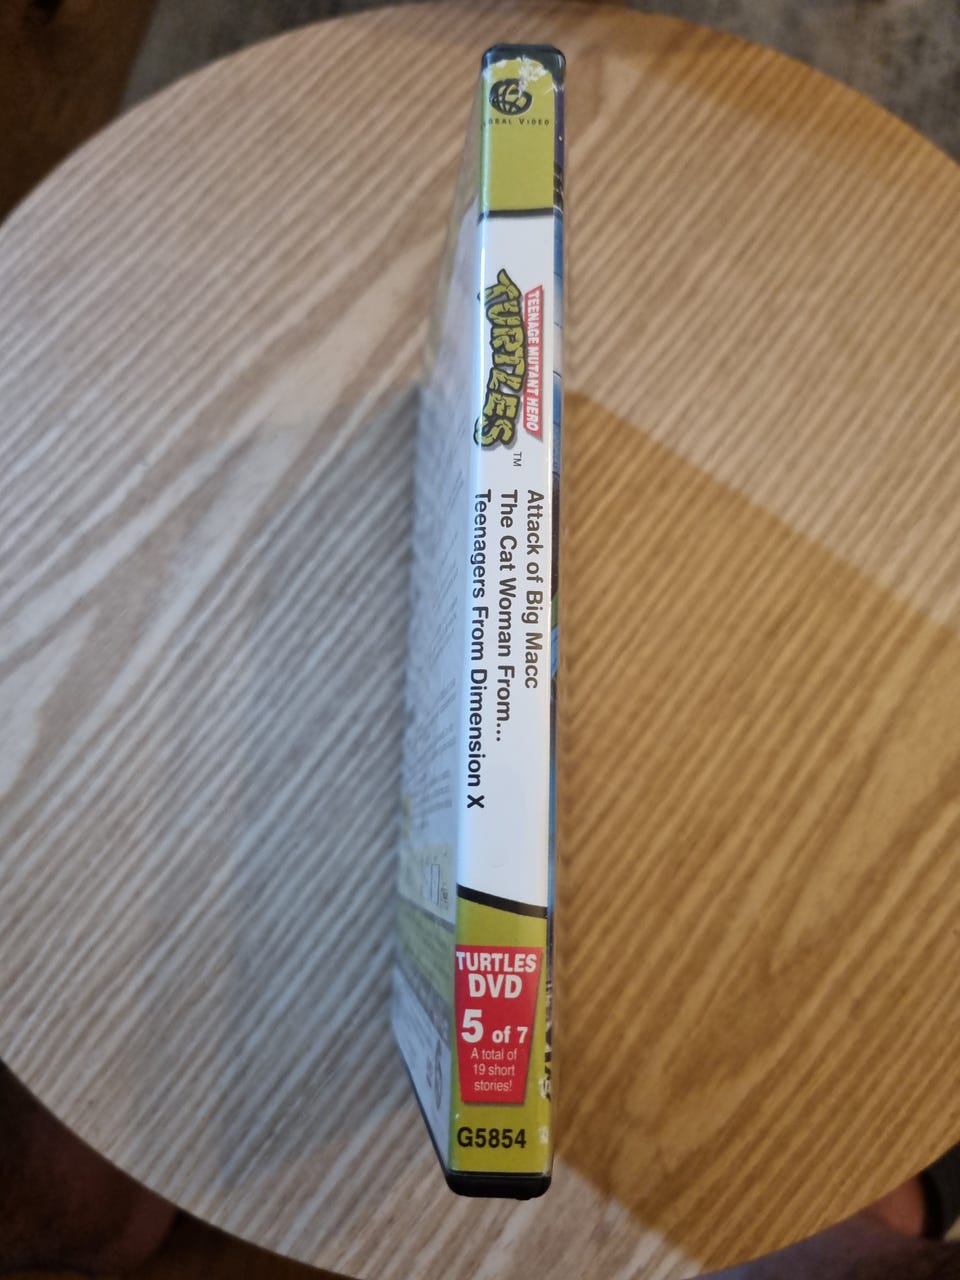 VIDEO
TEENAGE MUTANT HERO
TURTLES
TM
Attack of Big Macc
The Cat Woman From...
Teenagers From Dimension X
TURTLES
DVD
5 of 7
A total of
19 short
stories!
G5854